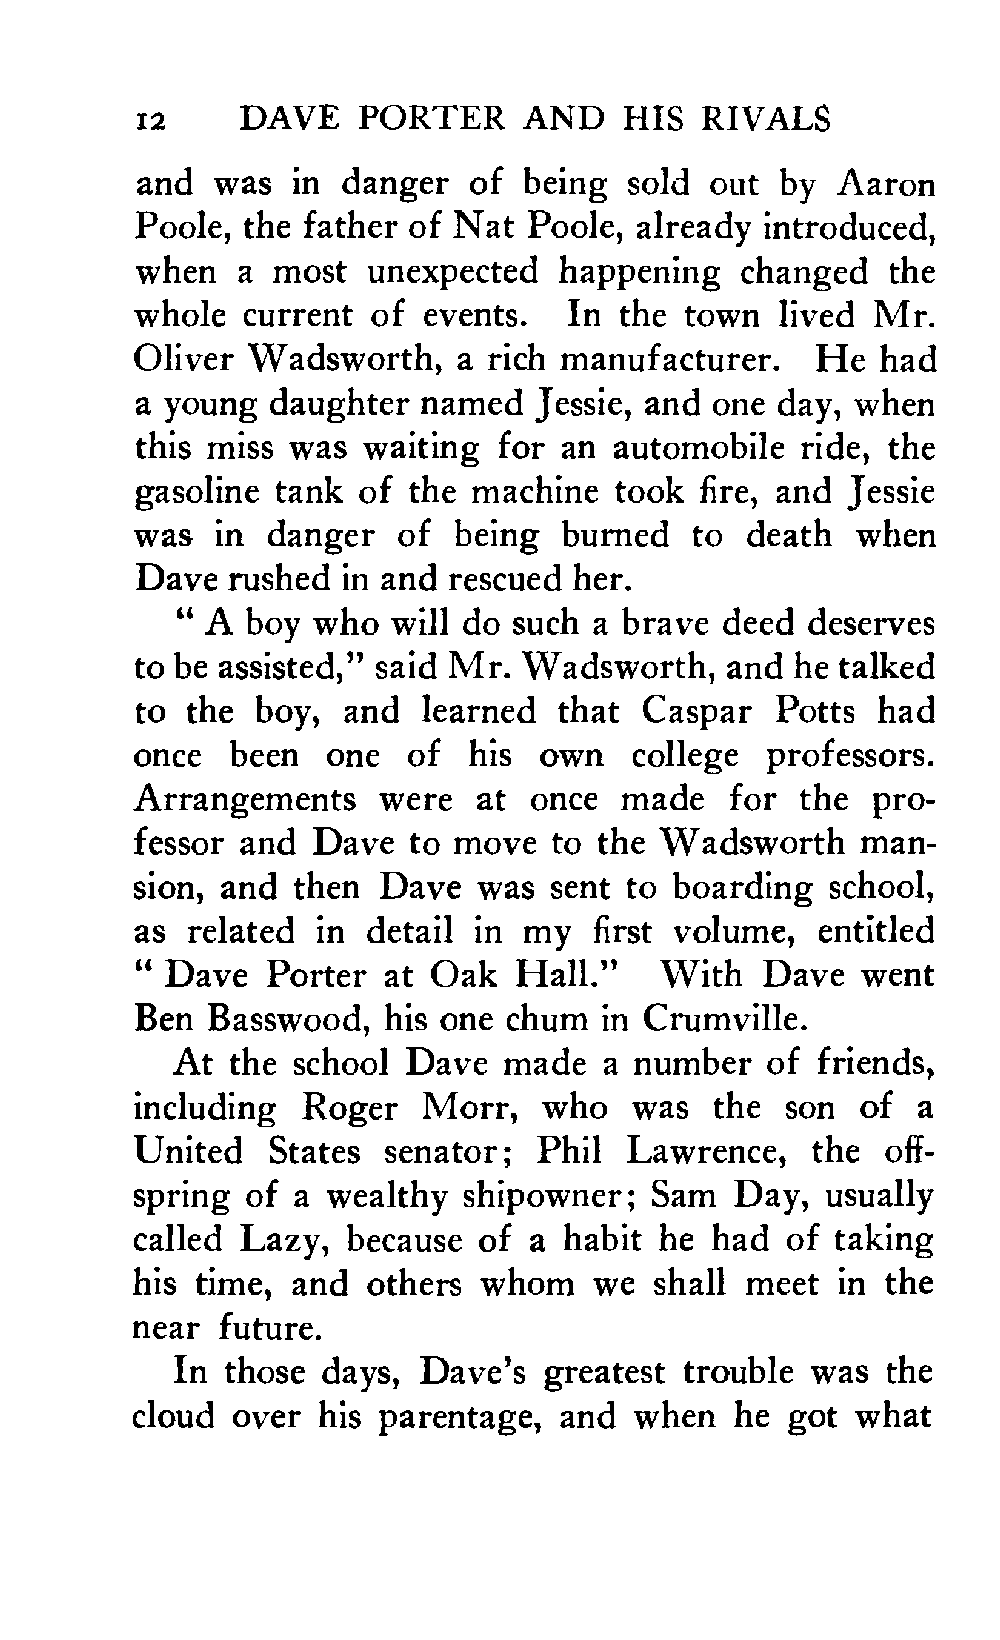 12 DAVE PORTER AND HIS RIVALS
and was in danger of being sold out by Aaron
Poole, the father of Nat Poole, already introduced,
when a most unexpected happening changed the
whole current of events. In the town lived Mr.
Oliver Wadsworth, a rich manufacturer. He had
a young daughter named Jessie, and one day, when
this miss was waiting for an automobile ride, the
gasoline tank of the machine took fire, and Jessie
was in danger of being burned to death when
Dave rushed in and rescued her.
" A boy who will do such a brave deed deserves
to be assisted," said Mr. Wadsworth, and he talked
to the boy, and learned that Caspar Potts had
once been one of his own college professors.
Arrangements were at once made for the pro-
fessor and Dave to move to the Wadsworth man-
sion, and then Dave was sent to boarding school,
as related in detail in my first volume, entitled
" Dave Porter at Oak Hall." With Dave went
Ben Basswood, his one chum in Crumville.
At the school Dave made a number of friends,
including Roger Morr, who was the son of a
United States senator; Phil Lawrence, the off-
spring of a wealthy shipowner; Sam Day, usually
called Lazy, because of a habit he had of taking
his time, and others whom we shall meet in the
near future.
In those days, Dave's greatest trouble was the
cloud over his parentage, and when he got what